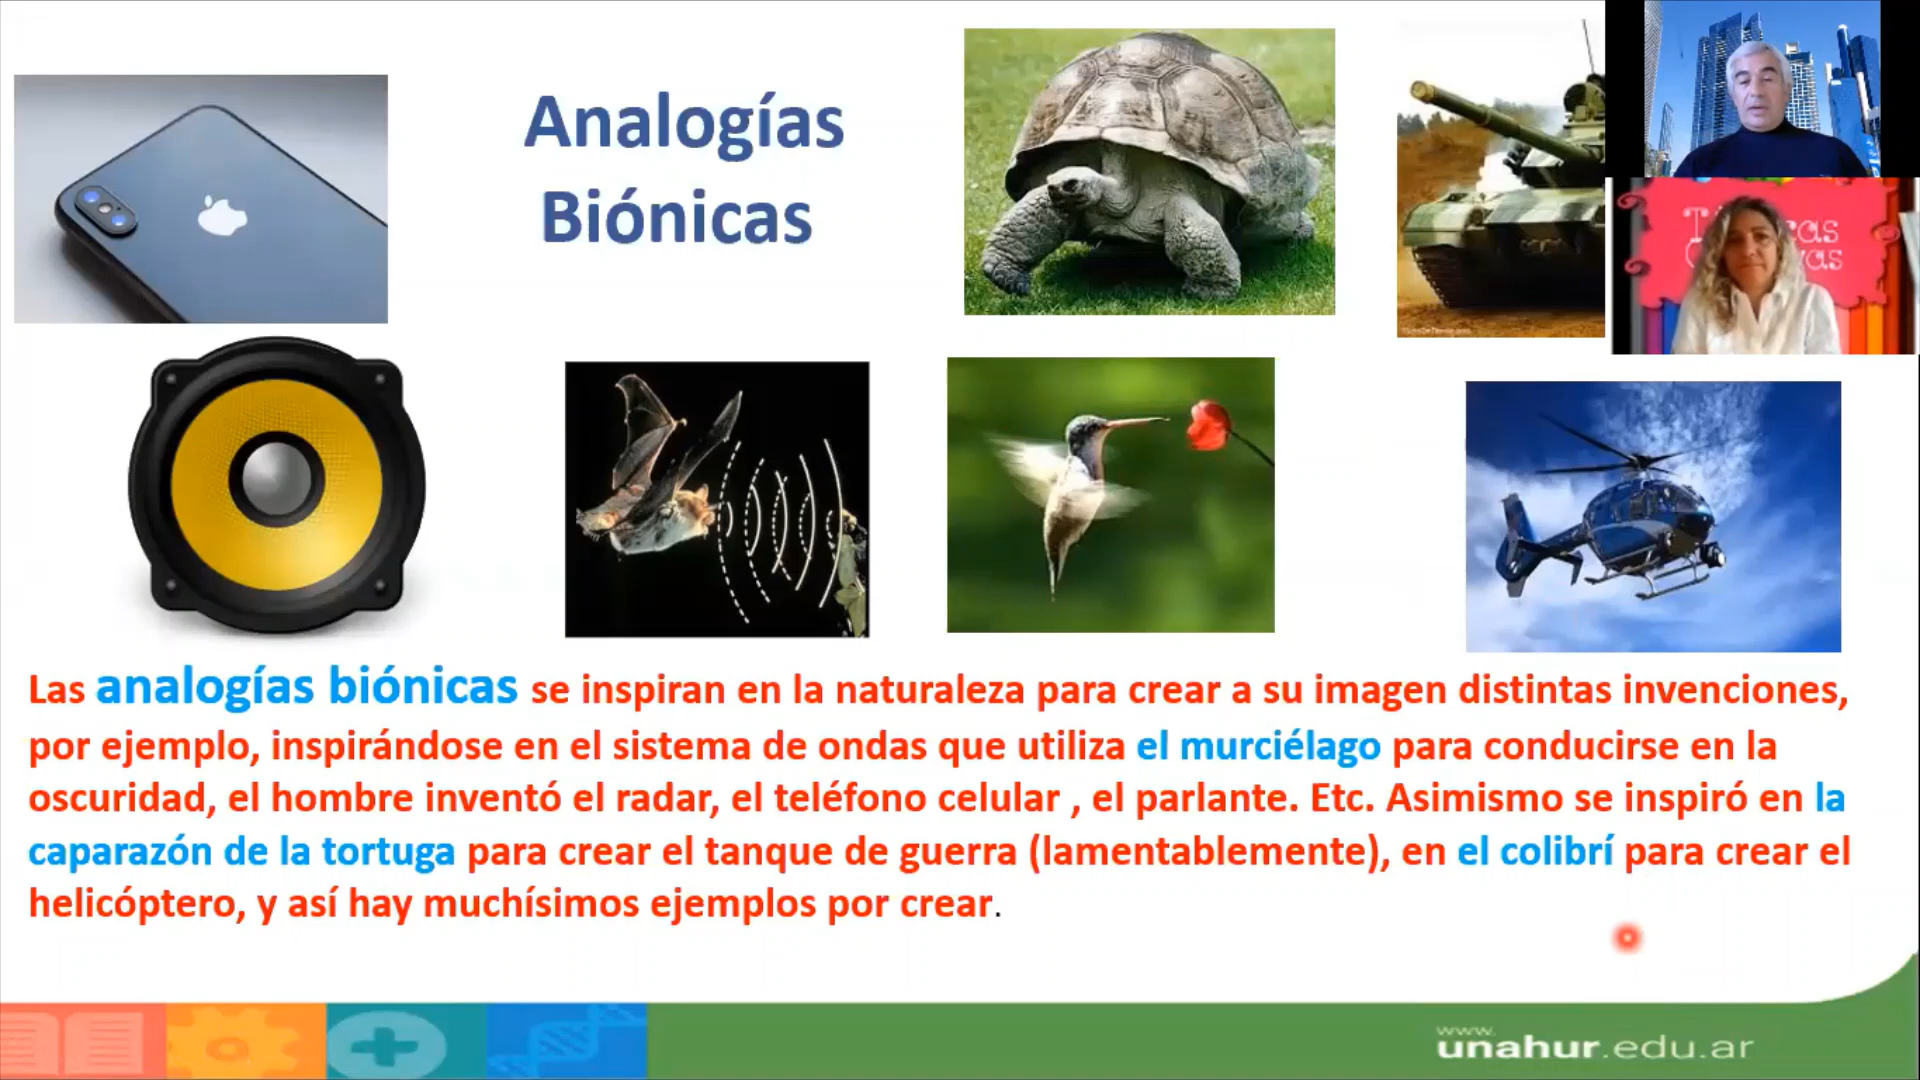 Analogías
Biónicas
Las analogías biónicas se inspiran en la naturaleza para crear a su imagen distintas invenciones,
por ejemplo, inspirándose en el sistema de ondas que utiliza el murciélago para conducirse en la
oscuridad, el hombre inventó el radar, el teléfono celular , el parlante. Etc. Asimismo se inspiró en la
caparazón de la tortuga para crear el tanque de guerra (lamentablemente), en el colibrí para crear el
helicóptero, y así hay muchísimos ejemplos por crear.
www.
unahur.edu.ar